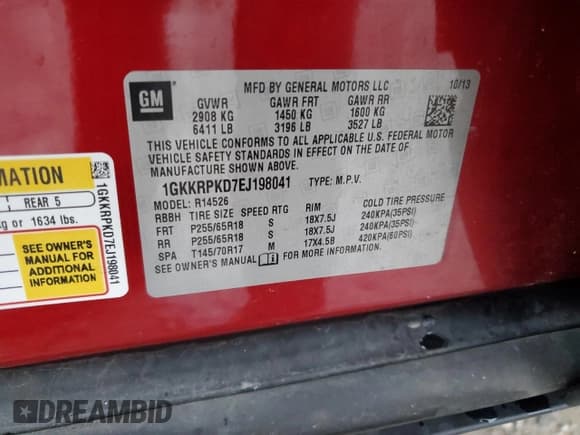 MFD BY GENERAL MOTORS LLC 10/13
GM
GVWR GAWR FRT GAWR RR
2908 KG 1450 KG 1600 KG
6411 LB 3196 LB 3527 LB
THIS VEHICLE CONFORMS TO ALL APPLICABLE U.S. FEDERAL MOTOR
VEHICLE SAFETY STANDARDS IN EFFECT ON THE DATE OF
MANUFACTURE SHOWN ABOVE.
1GKKRPKD7EJ198041 TYPE: M.P.V.
MODEL: R14526
RBBH TIRE SIZE SPEED RTG RIM COLD TIRE PRESSURE
FRT P255/65R18 S 18X7.5J 240KPA(35PSI)
RR P255/65R18 S 18X7.5J 240KPA(35PSI)
SPA T145/70R17 M 17X4.5B 420KPA(60PSI)
SEE OWNER'S MANUAL FOR MORE INFORMATION
MATION
REAR 5
g or 1634 lbs.
SEE OWNER'S
MANUAL FOR
ADDITIONAL
INFORMATION
1GKKRPKD7EJ198041
DREAMBID